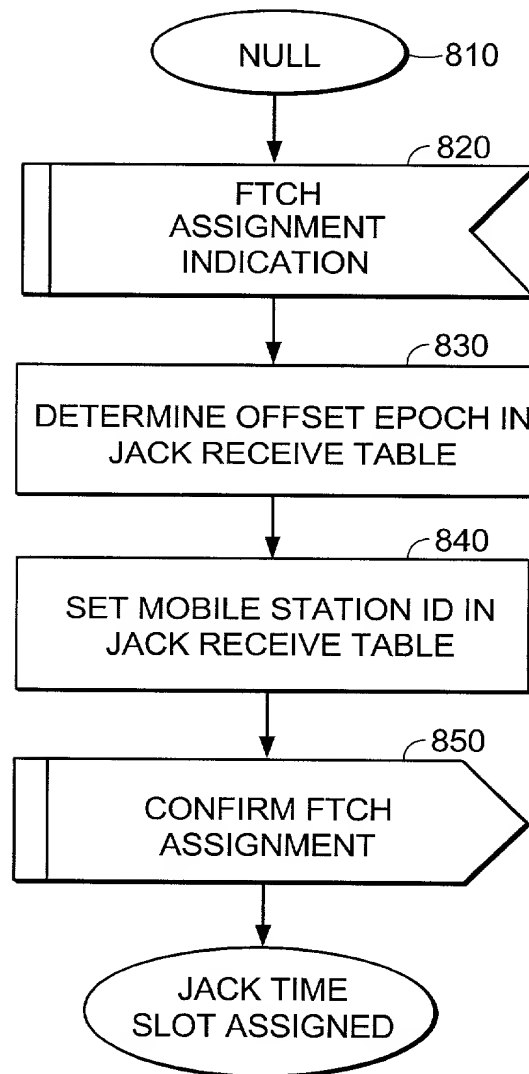 NULL
810
820
FTCH
ASSIGNMENT
INDICATION
830
DETERMINE OFFSET EPOCH IN
JACK RECEIVE TABLE
840
SET MOBILE STATION ID IN
JACK RECEIVE TABLE
850
CONFIRM FTCH
ASSIGNMENT
JACK TIME
SLOT ASSIGNED